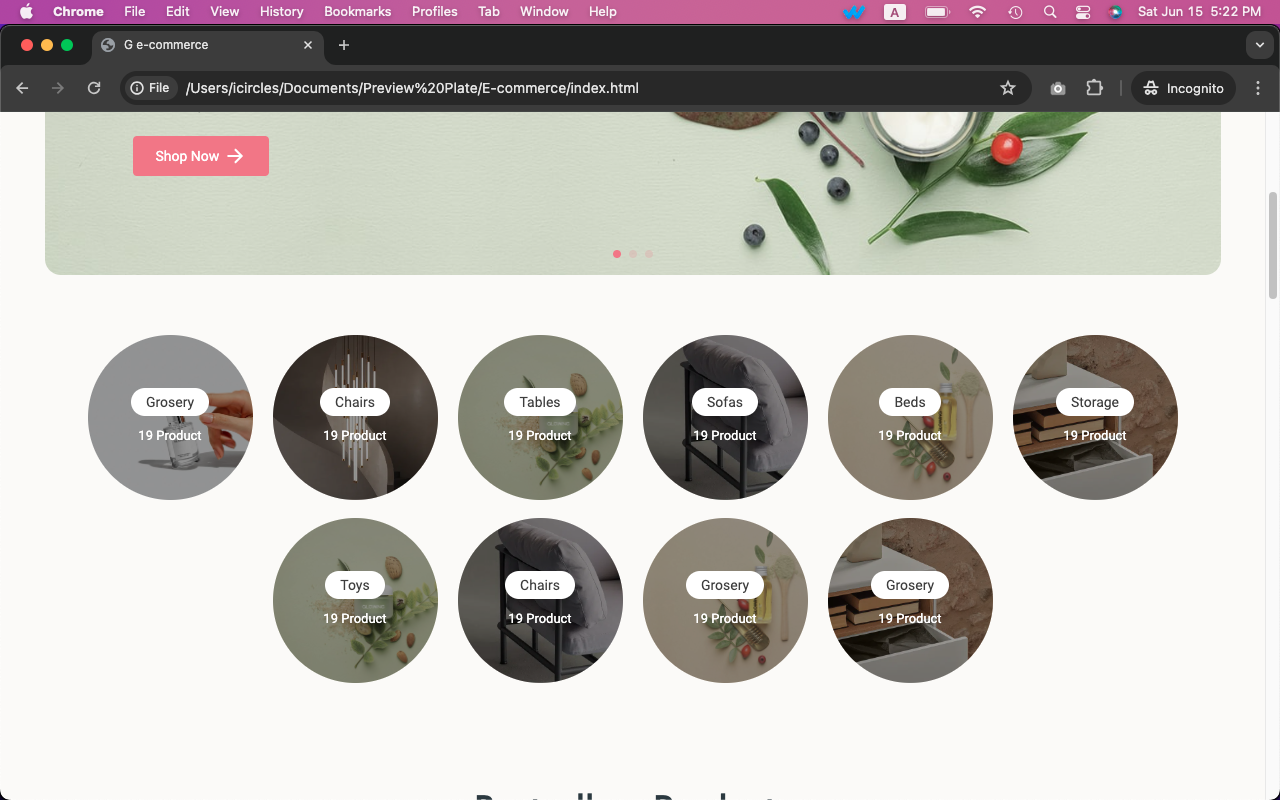 Chrome File Edit View History Bookmarks Profiles Tab Window Help A Sat Jun 15 5:22 PM
G e-commerce
File /Users/icircles/Documents/Preview%20Plate/E-commerce/index.html Incognito
Shop Now
Grosery Chairs Tables Sofas Beds Storage
19 Product 19 Product 19 Product 19 Product 19 Product 19 Product
Toys Chairs Grosery Grosery
19 Product 19 Product 19 Product 19 Product